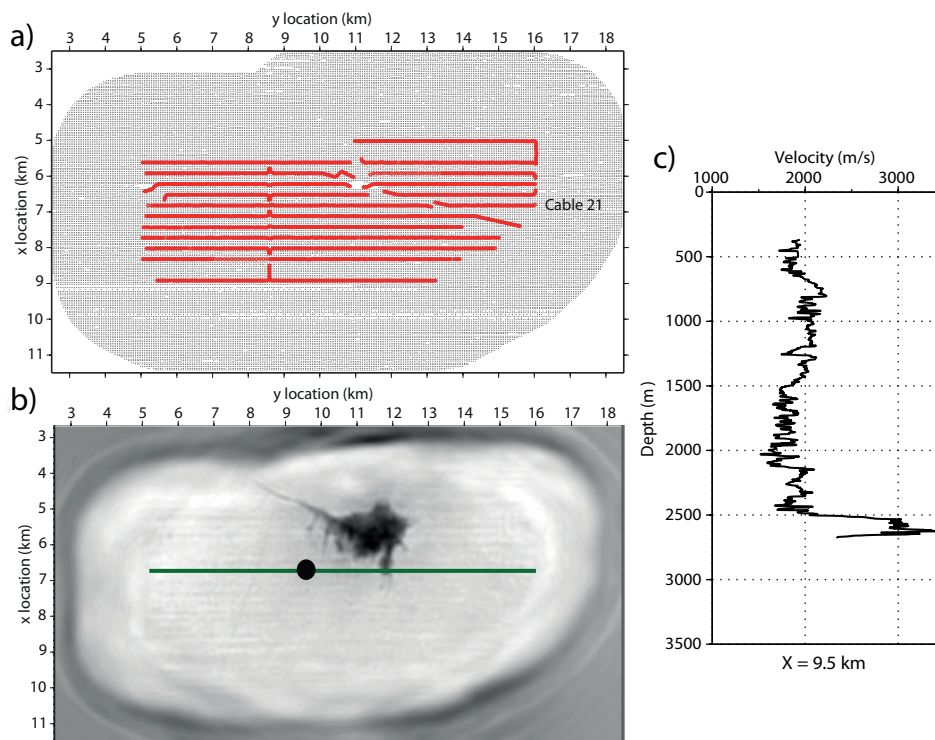 a)
y location (km)
3 4 5 6 7 8 9 10 11 12 13 14 15 16 17 18
x location (km)
3
4
5
6
7
8
9
10
11
Cable 21
b)
y location (km)
3 4 5 6 7 8 9 10 11 12 13 14 15 16 17 18
x location (km)
3
4
5
6
7
8
9
10
11
c)
Velocity (m/s)
1000 2000 3000
Depth (m)
0
500
1000
1500
2000
2500
3000
3500
X = 9.5 km